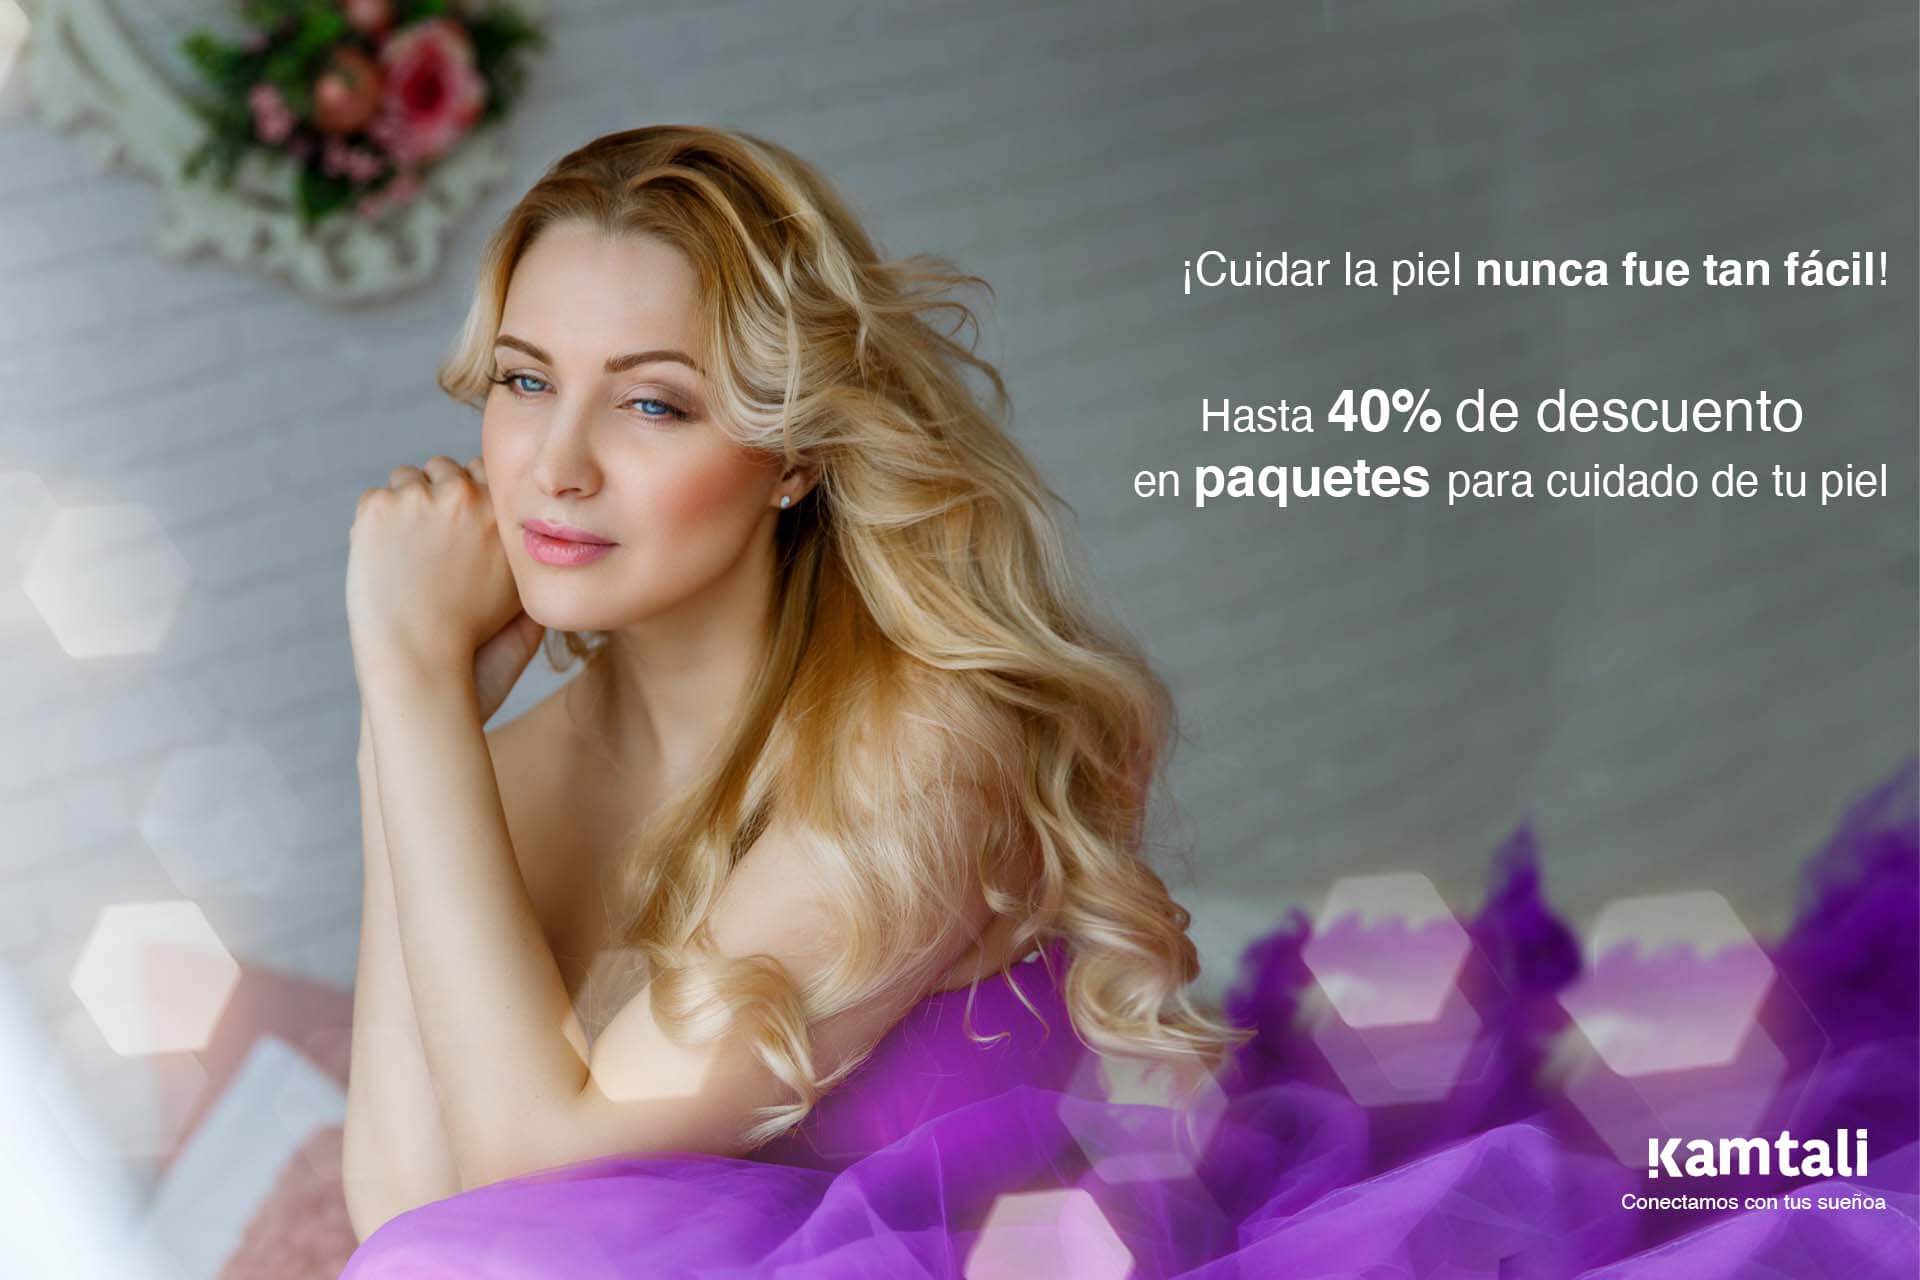 ¡Cuidar la piel nunca fue tan fácil!
Hasta 40% de descuento
en paquetes para cuidado de tu piel
Kamtali
Conectamos con tus sueñoa